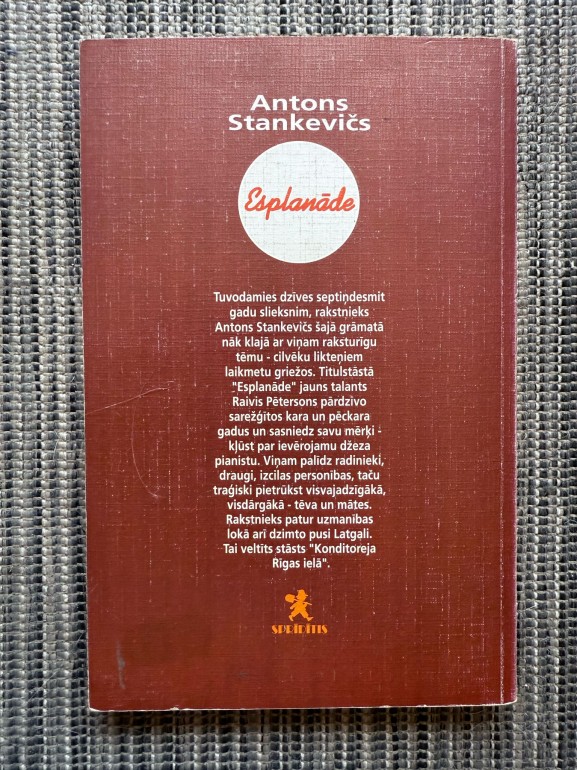 Antons
Stankevičs
Esplanāde
Tuvodamies dzīves septiņdesmit
gadu slieksnim, rakstnieks
Antons Stankevičs šajā grāmatā
nāk klajā ar viņam raksturīgu
tēmu - cilvēku likteņiem
laikmetu griežos. Titulstāstā
"Esplanāde" jauns talants
Raivis Pētersons pārdzīvo
sarežģītos kara un pēckara
gadus un sasniedz savu mērķi -
kļūst par ievērojamu džeza
pianistu. Viņam palīdz radinieki,
draugi, izcilas personības, taču
traģiski pietrūkst visvajadzīgākā,
visdārgākā - tēva un mātes.
Rakstnieks patur uzmanības
lokā arī dzimto pusi Latgali.
Tai veltīts stāsts "Konditoreja
Rīgas ielā".
SPRĪDĪTIS